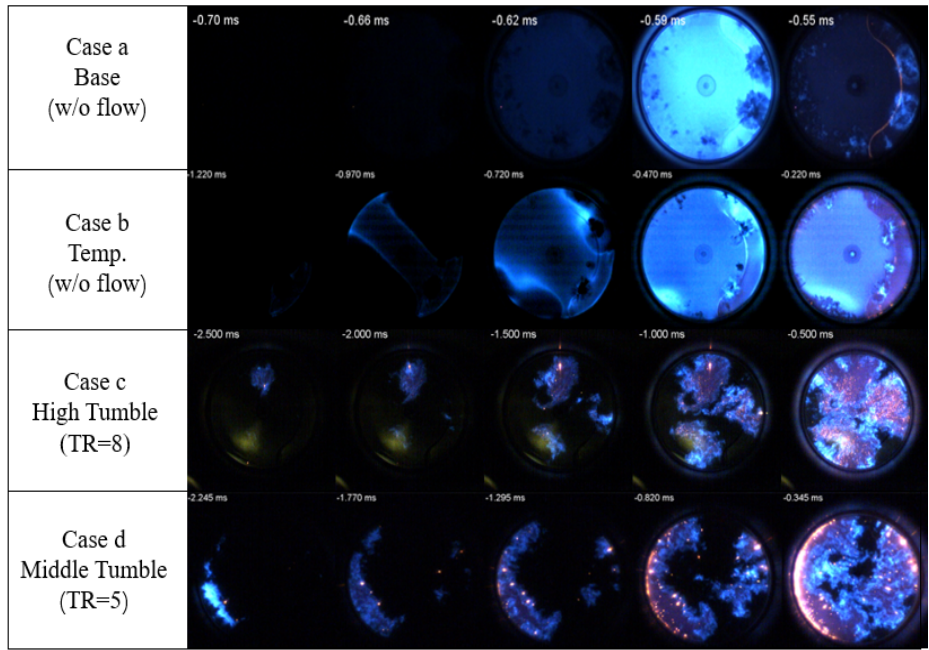 Case a
Base
(w/o flow)
-0.70 ms
-0.66 ms
-0.62 ms
-0.59 ms
-0.55 ms
Case b
Temp.
(w/o flow)
-1.220 ms
-0.970 ms
-0.720 ms
-0.470 ms
-0.220 ms
Case c
High Tumble
(TR=8)
-2.500 ms
-2.000 ms
-1.500 ms
-1.000 ms
-0.500 ms
Case d
Middle Tumble
(TR=5)
-2.245 ms
-1.770 ms
-1.295 ms
-0.820 ms
-0.345 ms